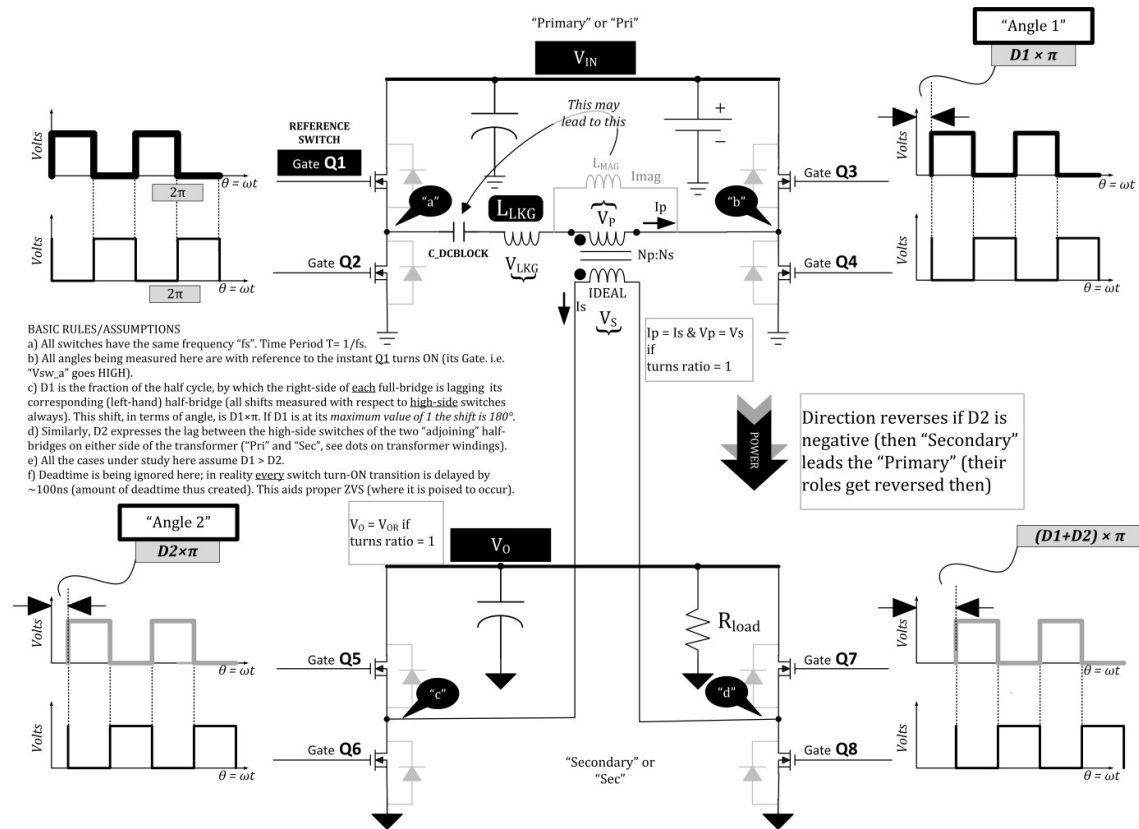 "Primary" or "Pri"
V_IN
"Angle 1"
D1 × π
This may
lead to this
+
−
REFERENCE
SWITCH
Gate Q1
Gate Q3
Volts
2π
θ = ωt
Volts
θ = ωt
L_MAG
Imag
"a"
"b"
L_LKG
V_P
Ip
C_DCBLOCK
V_LKG
Np:Ns
Gate Q2
Gate Q4
Volts
2π
θ = ωt
Volts
θ = ωt
IDEAL
Is
V_S
Ip = Is & Vp = Vs
if
turns ratio = 1
BASIC RULES/ASSUMPTIONS
a) All switches have the same frequency "fs". Time Period T= 1/fs.
b) All angles being measured here are with reference to the instant Q1 turns ON (its Gate. i.e.
"Vsw_a" goes HIGH).
c) D1 is the fraction of the half cycle, by which the right-side of each full-bridge is lagging its
corresponding (left-hand) half-bridge (all shifts measured with respect to high-side switches
always). This shift, in terms of angle, is D1×π. If D1 is at its maximum value of 1 the shift is 180°.
d) Similarly, D2 expresses the lag between the high-side switches of the two "adjoining" half-
bridges on either side of the transformer ("Pri" and "Sec", see dots on transformer windings).
e) All the cases under study here assume D1 > D2.
f) Deadtime is being ignored here; in reality every switch turn-ON transition is delayed by
~100ns (amount of deadtime thus created). This aids proper ZVS (where it is poised to occur).
POWER
Direction reverses if D2 is
negative (then "Secondary"
leads the "Primary" (their
roles get reversed then)
"Angle 2"
D2×π
V_O = V_OR if
turns ratio = 1
V_O
(D1+D2) × π
Volts
θ = ωt
Gate Q5
R_load
Gate Q7
Volts
θ = ωt
"c"
"d"
Volts
θ = ωt
Gate Q6
Gate Q8
Volts
θ = ωt
"Secondary" or
"Sec"